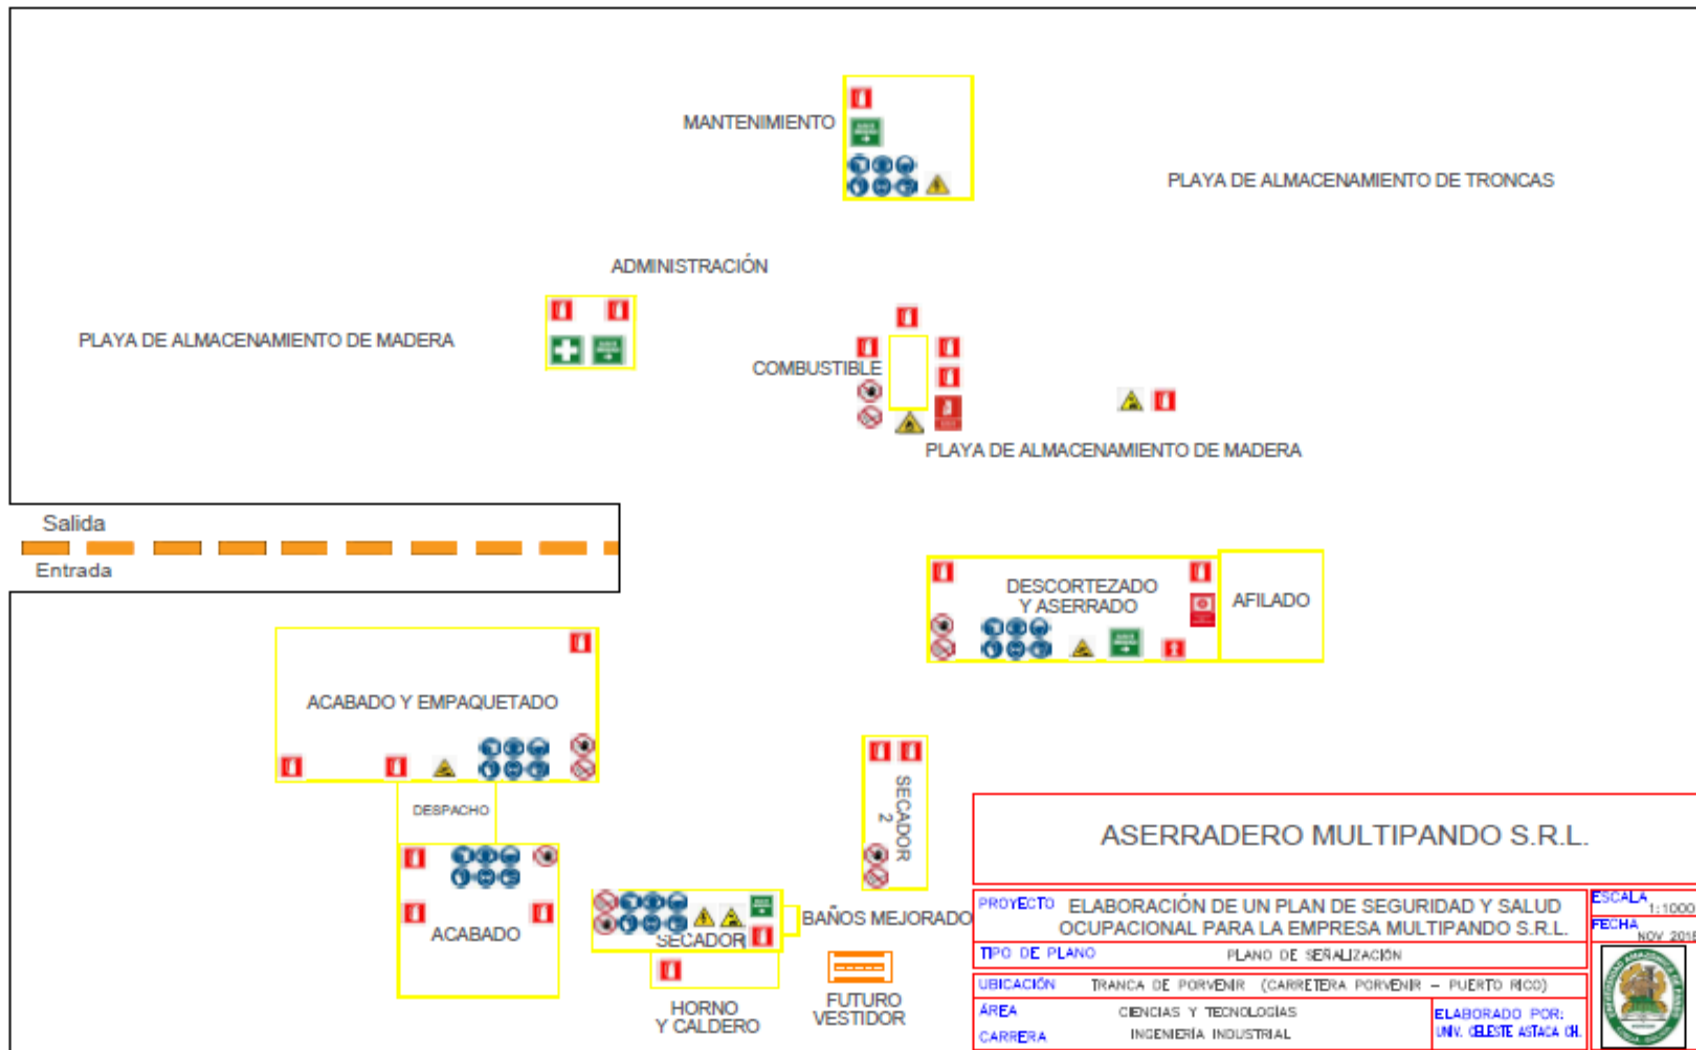 MANTENIMIENTO
PLAYA DE ALMACENAMIENTO DE TRONCAS
ADMINISTRACIÓN
PLAYA DE ALMACENAMIENTO DE MADERA
COMBUSTIBLE
PLAYA DE ALMACENAMIENTO DE MADERA
Salida
Entrada
DESCORTEZADO
Y ASERRADO
AFILADO
ACABADO Y EMPAQUETADO
DESPACHO
SECADOR
2
ACABADO
SECADOR
BAÑOS MEJORADO
HORNO
Y CALDERO
FUTURO
VESTIDOR
ASERRADERO MULTIPANDO S.R.L.
PROYECTO ELABORACIÓN DE UN PLAN DE SEGURIDAD Y SALUD
OCUPACIONAL PARA LA EMPRESA MULTIPANDO S.R.L.
ESCALA
1:1000
FECHA
NOV
TIPO DE PLANO PLANO DE SEÑALIZACIÓN
UBICACIÓN TRANCA DE PORVENIR (CARRETERA PORVENIR – PUERTO RICO)
ÁREA CIENCIAS Y TECNOLOGIAS
CARRERA INGENIERÍA INDUSTRIAL
ELABORADO POR:
UNIV. CELESTE ASTACA CH.